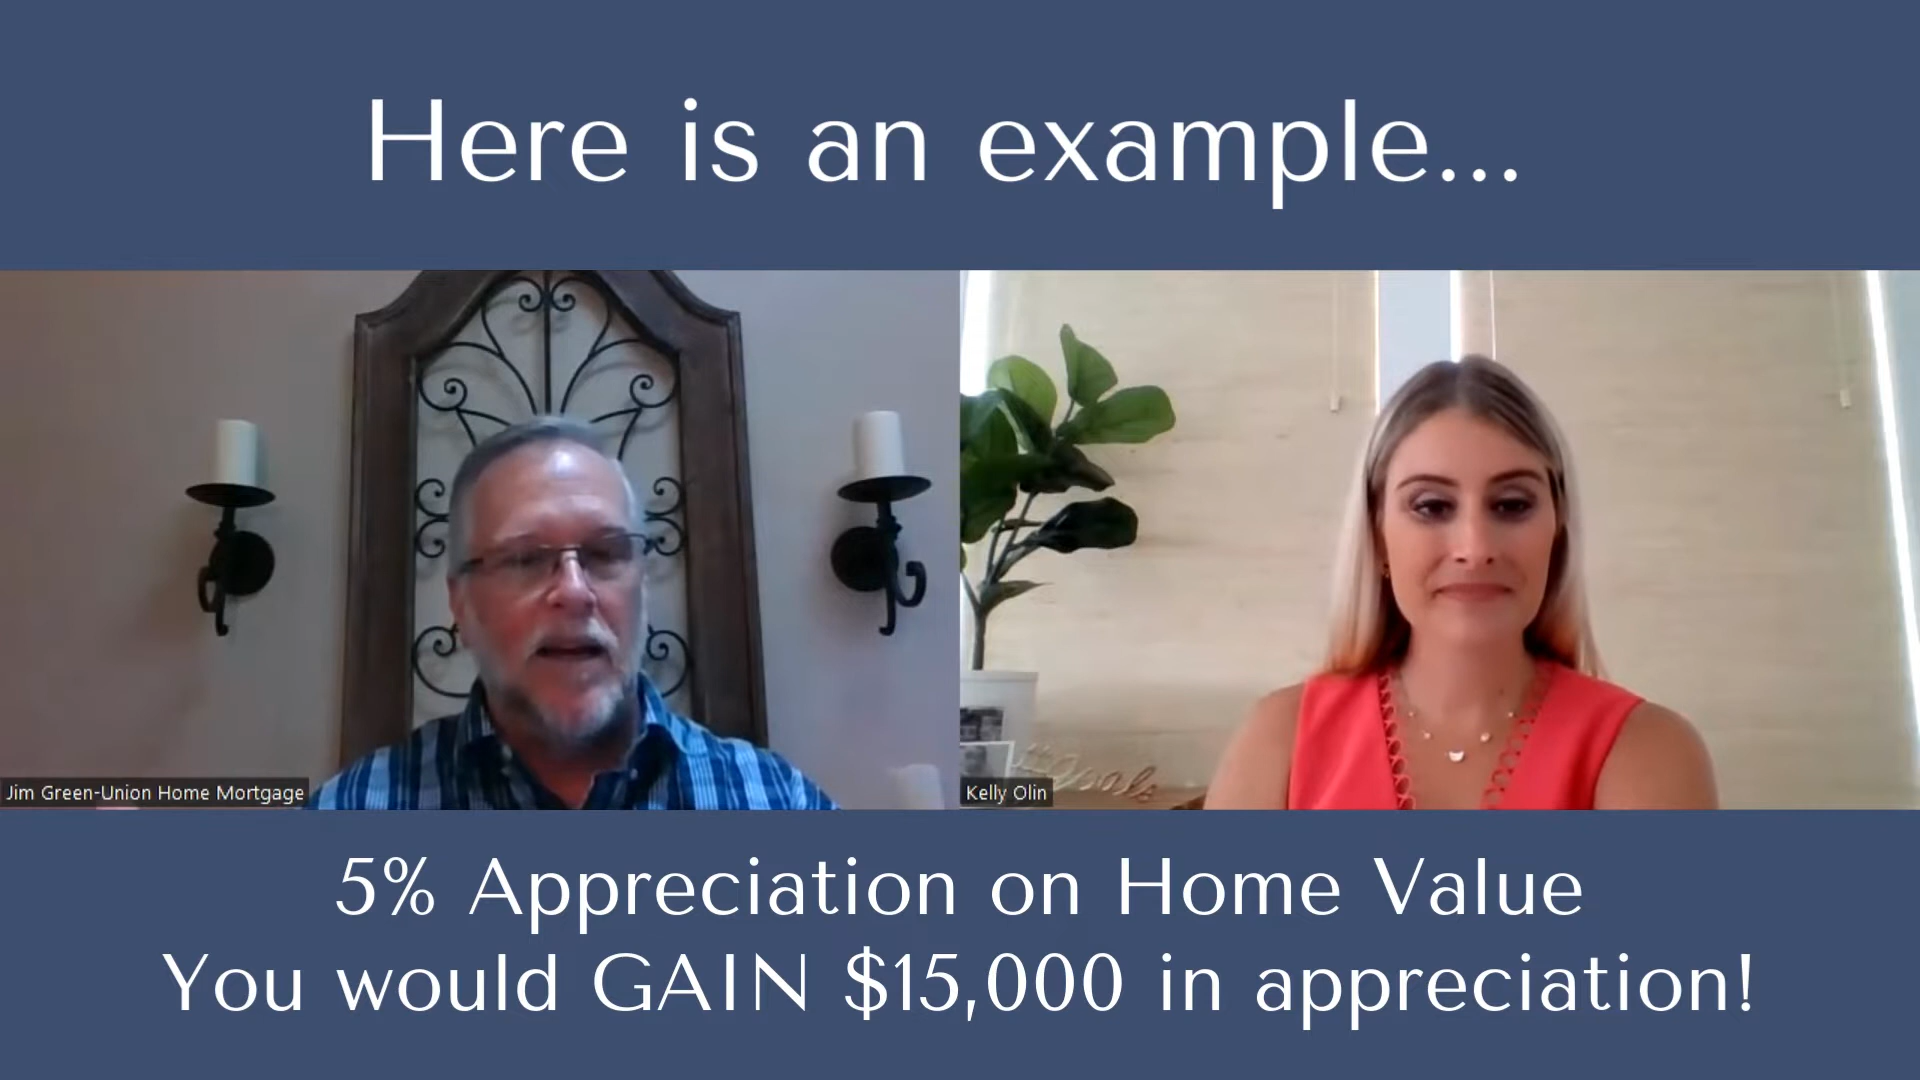 Here is an example...
Jim Green-Union Home Mortgage
Kelly Olin
5% Appreciation on Home Value
You would GAIN $15,000 in appreciation!